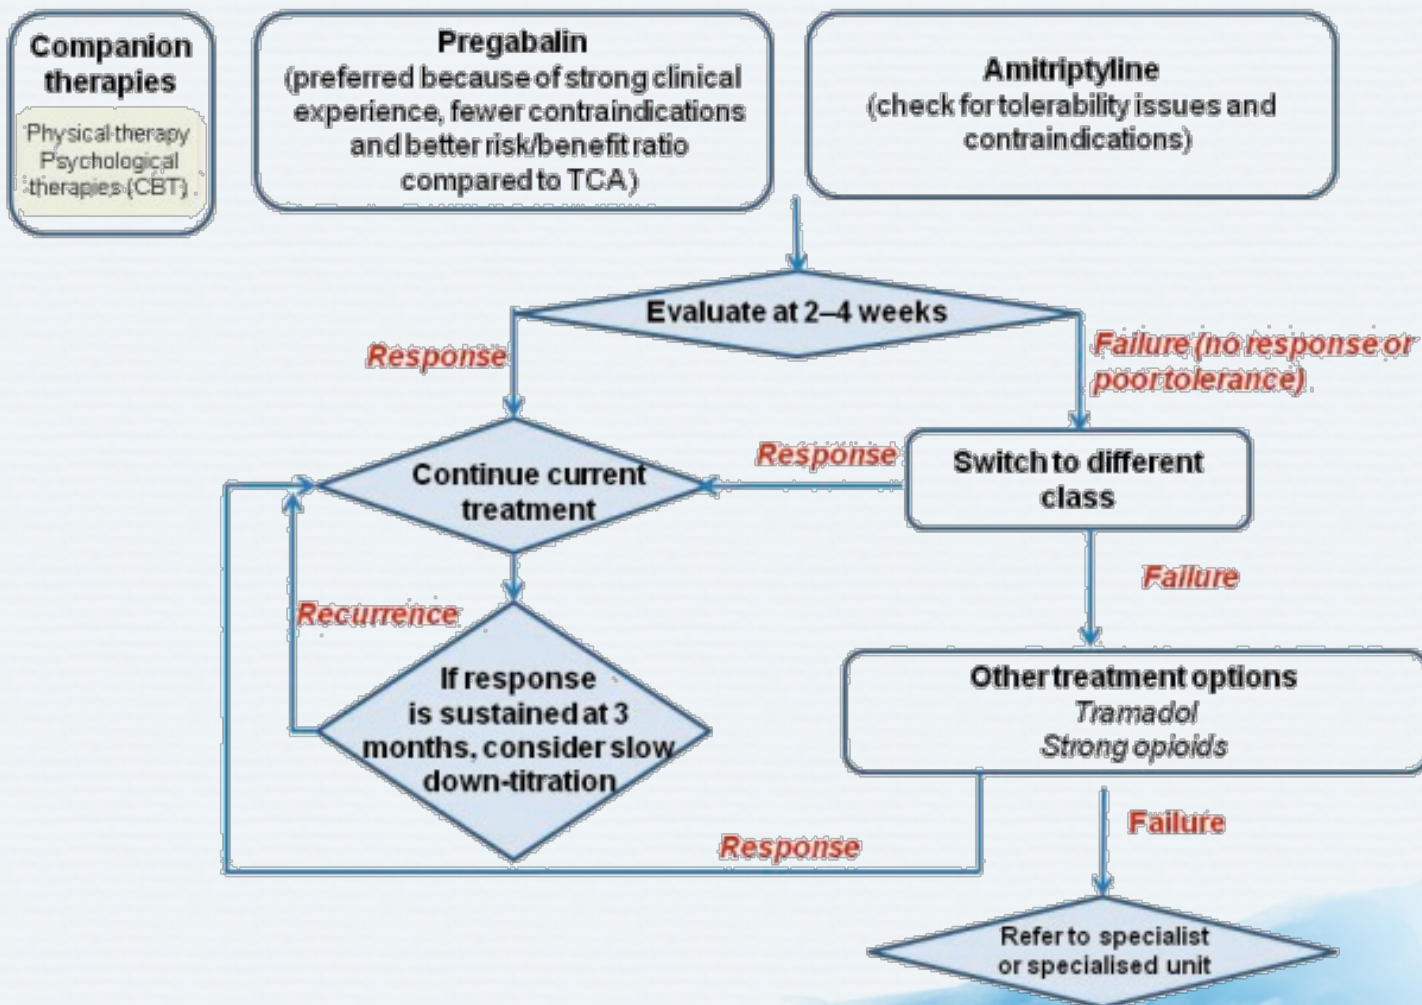 Companion
therapies
Physical therapy
Psychological
therapies (CBT)
Pregabalin
(preferred because of strong clinical
experience, fewer contraindications
and better risk/benefit ratio
compared to TCA)
Amitriptyline
(check for tolerability issues and
contraindications)
Evaluate at 2–4 weeks
Response
Failure (no response or
poor tolerance)
Continue current
treatment
Response
Switch to different
class
Failure
Recurrence
If response
is sustained at 3
months, consider slow
down-titration
Other treatment options
Tramadol
Strong opioids
Response
Failure
Refer to specialist
or specialised unit